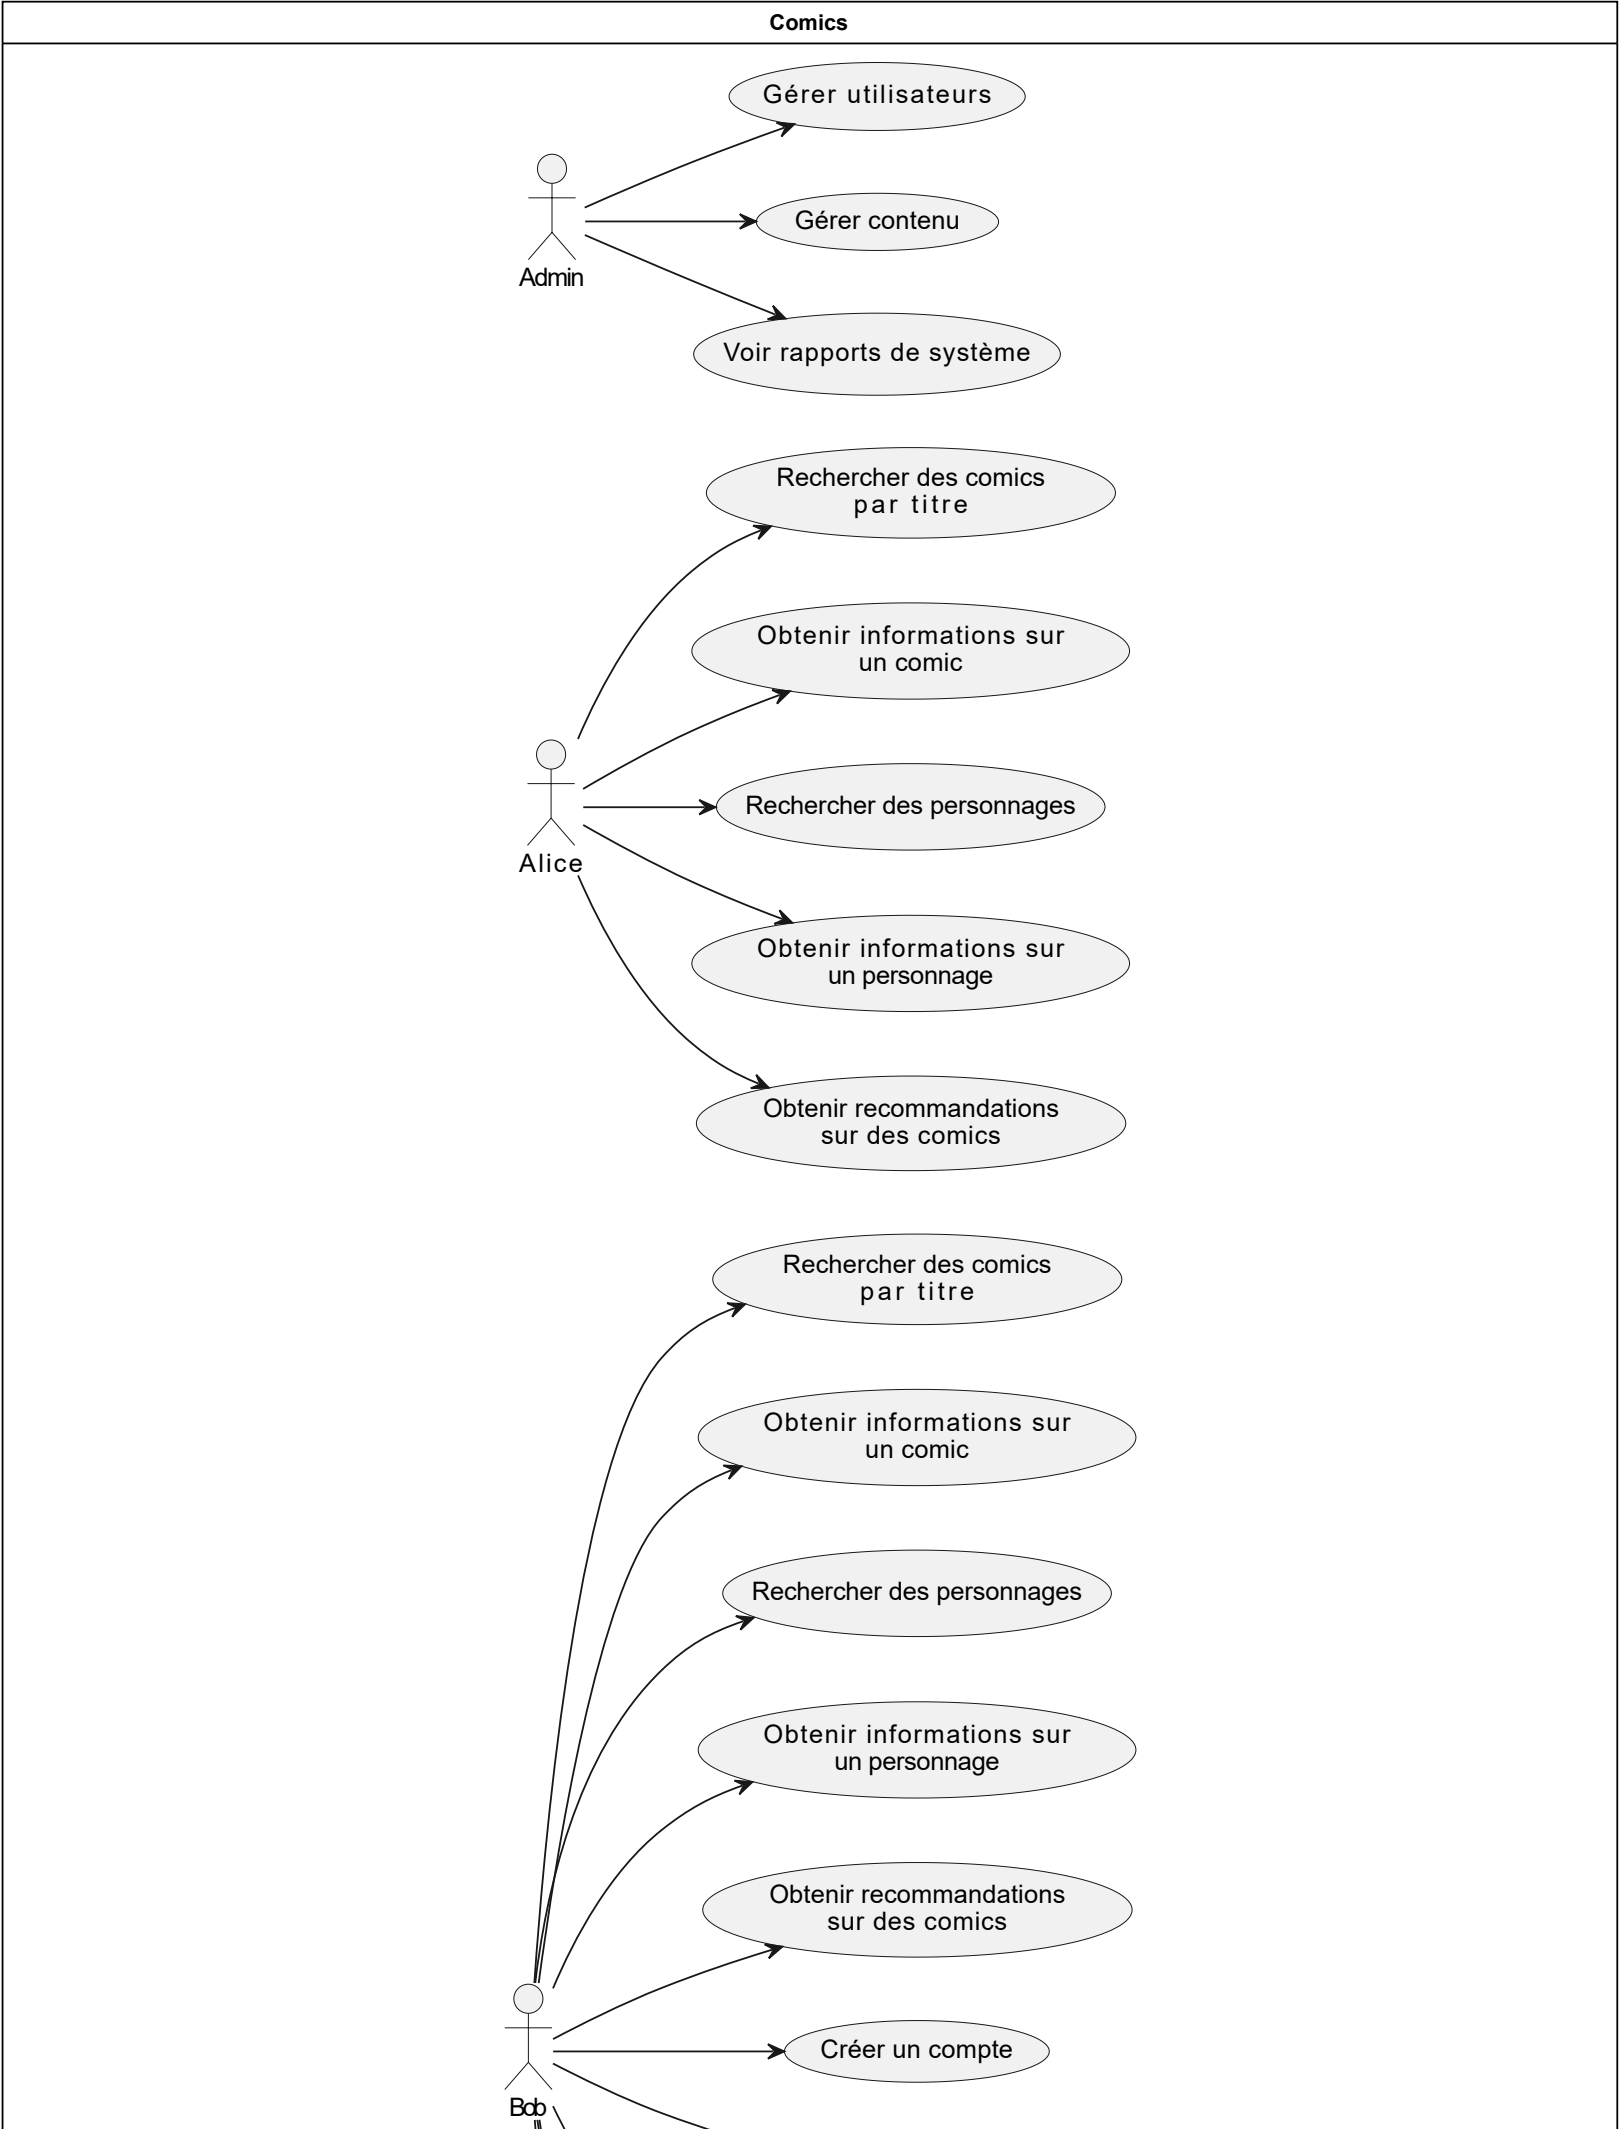 Comics
Gérer utilisateurs
Gérer contenu
Admin
Voir rapports de système
Rechercher des comics
par titre
Obtenir informations sur
un comic
Rechercher des personnages
Alice
Obtenir informations sur
un personnage
Obtenir recommandations
sur des comics
Rechercher des comics
par titre
Obtenir informations sur
un comic
Rechercher des personnages
Obtenir informations sur
un personnage
Obtenir recommandations
sur des comics
Créer un compte
Bob